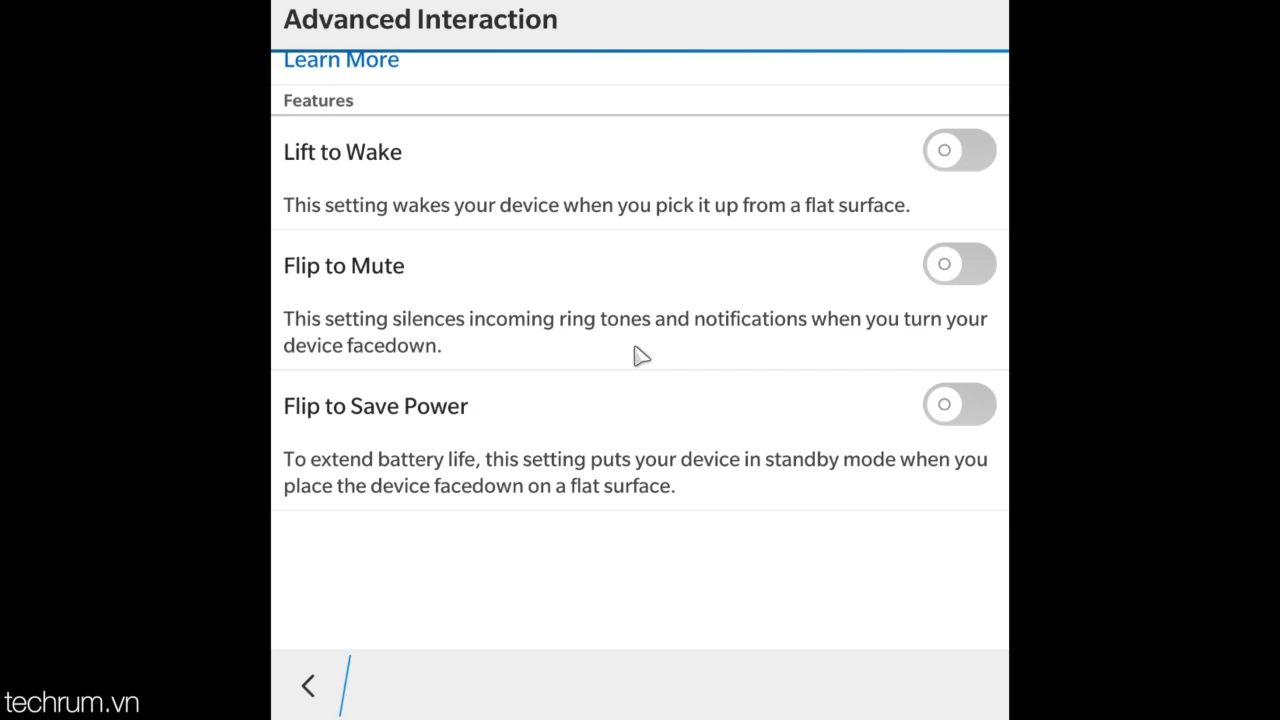 Advanced Interaction
Learn More
Features
Lift to Wake
This setting wakes your device when you pick it up from a flat surface.
Flip to Mute
This setting silences incoming ring tones and notifications when you turn your
device facedown.
Flip to Save Power
To extend battery life, this setting puts your device in standby mode when you
place the device facedown on a flat surface.
techrum.vn